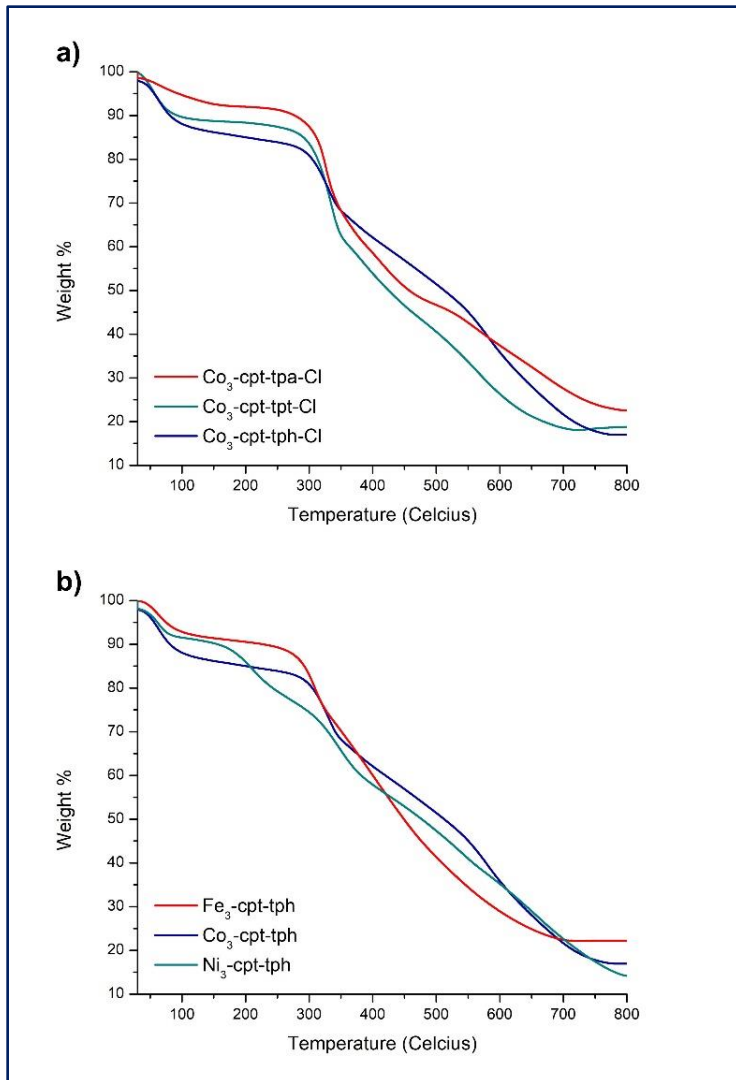 a)
100
90
80
70
60
50
40
30
20
10
Weight %
Co₃-cpt-tpa-Cl
Co₃-cpt-tpt-Cl
Co₃-cpt-tph-Cl
100 200 300 400 500 600 700 800
Temperature (Celcius)
b)
100
90
80
70
60
50
40
30
20
10
Weight %
Fe₃-cpt-tph
Co₃-cpt-tph
Ni₃-cpt-tph
100 200 300 400 500 600 700 800
Temperature (Celcius)